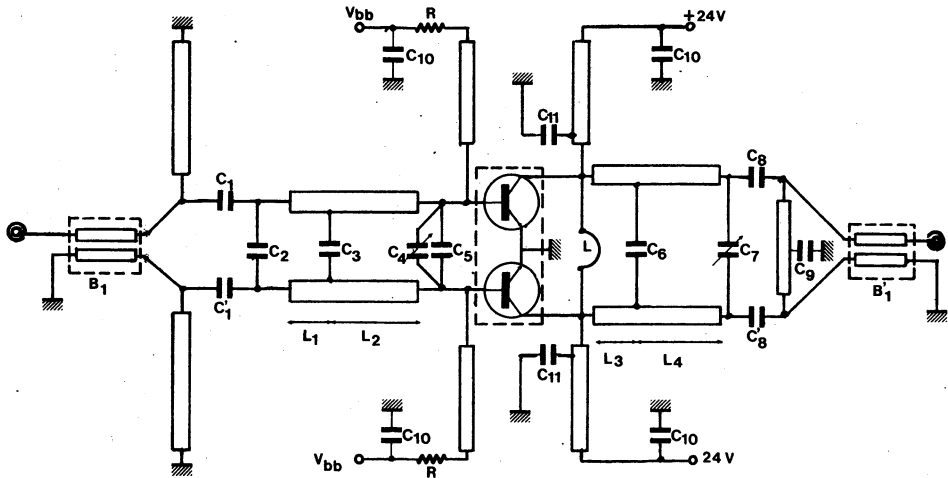 Vbb R +24V
C10 C10
C11
C1 C8
C2 C3 C4 C5 L C6 C7 C9
B1 B'1
C'1 C'8
L1 L2 L3 L4
C11
C10 C10
Vbb R 24V